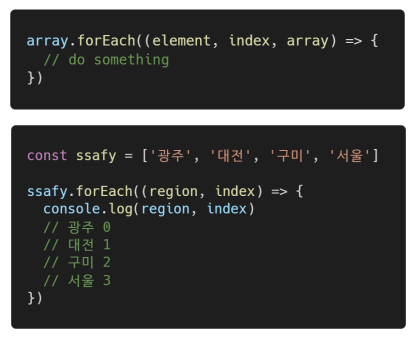 array.forEach((element, index, array) => {
  // do something
})
const ssafy = ['광주', '대전', '구미', '서울']
ssafy.forEach((region, index) => {
  console.log(region, index)
  // 광주 0
  // 대전 1
  // 구미 2
  // 서울 3
})